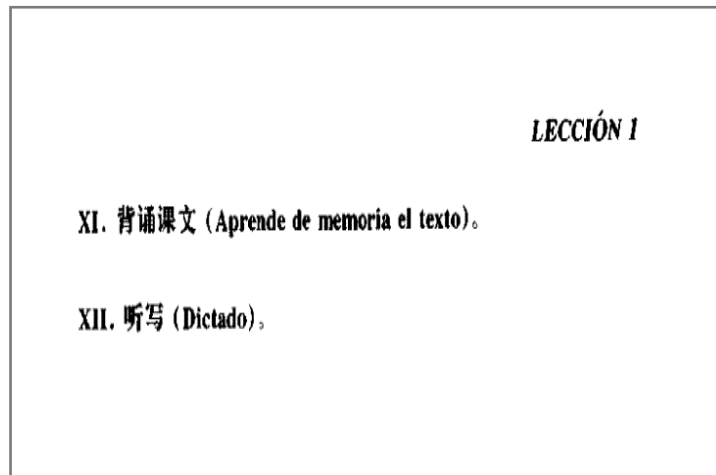 LECCIÓN 1
XI. 背诵课文 (Aprende de memoria el texto)。
XII. 听写 (Dictado)。